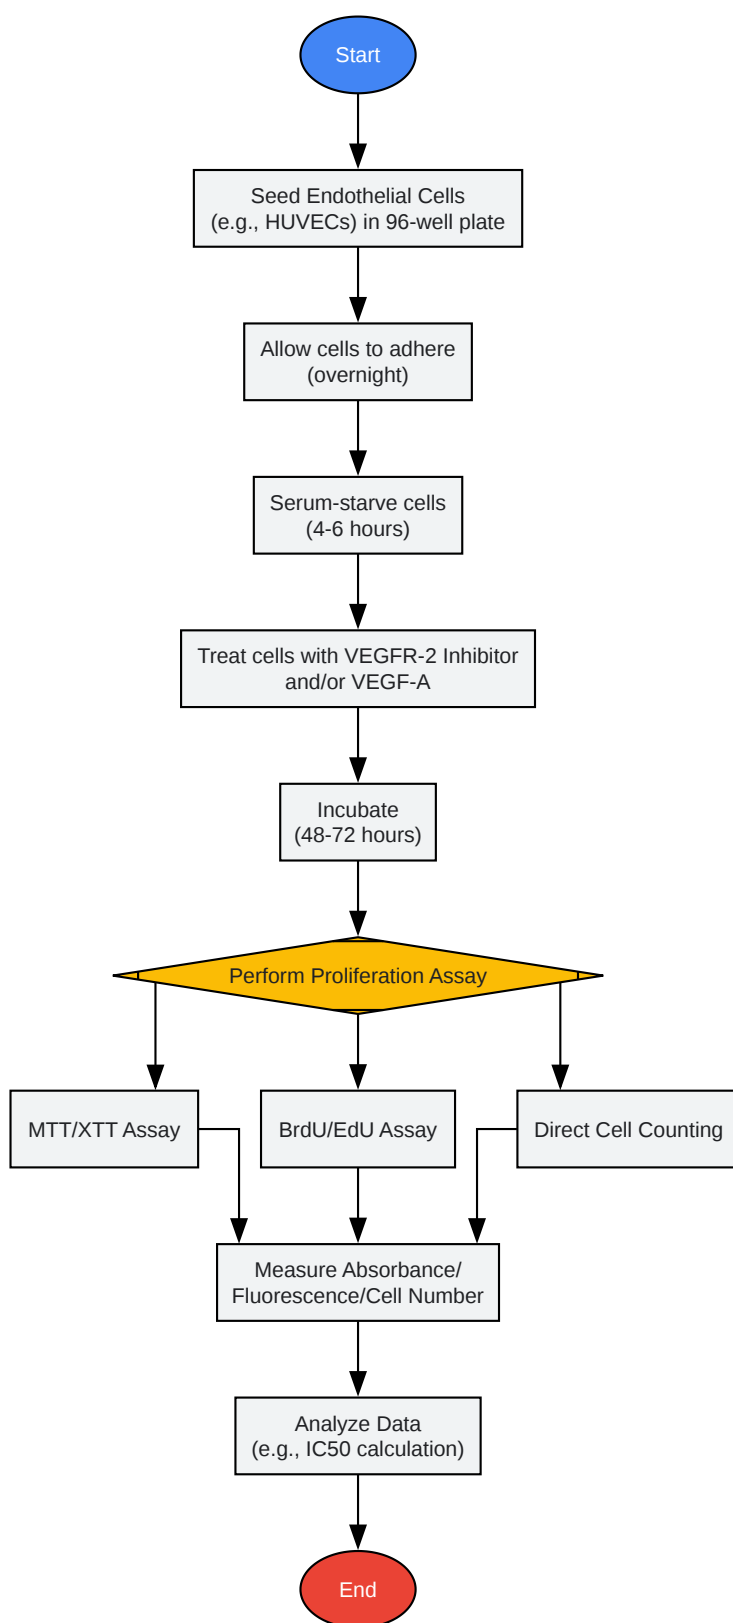 Start
Seed Endothelial Cells
(e.g., HUVECs) in 96-well plate
Allow cells to adhere
(overnight)
Serum-starve cells
(4-6 hours)
Treat cells with VEGFR-2 Inhibitor
and/or VEGF-A
Incubate
(48-72 hours)
Perform Proliferation Assay
MTT/XTT Assay
BrdU/EdU Assay
Direct Cell Counting
Measure Absorbance/
Fluorescence/Cell Number
Analyze Data
(e.g., IC50 calculation)
End